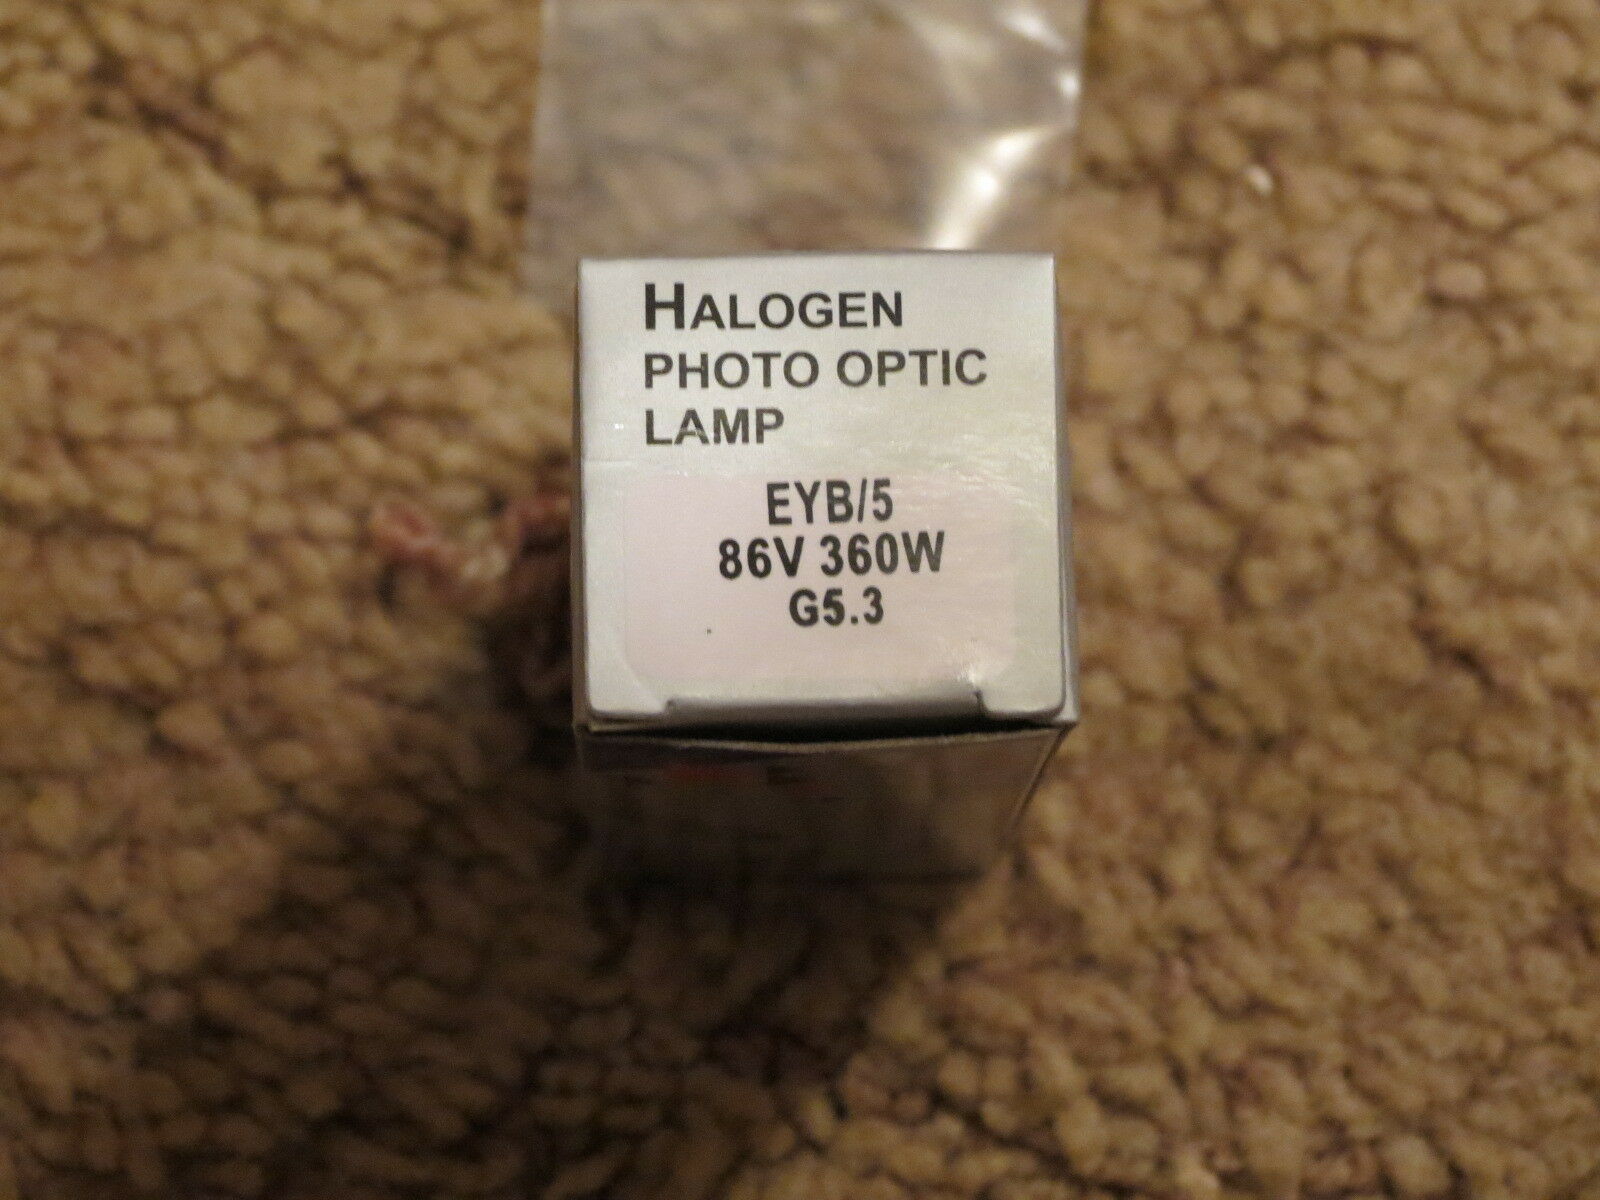 HALOGEN
PHOTO OPTIC
LAMP
EYB/5
86V 360W
G5.3